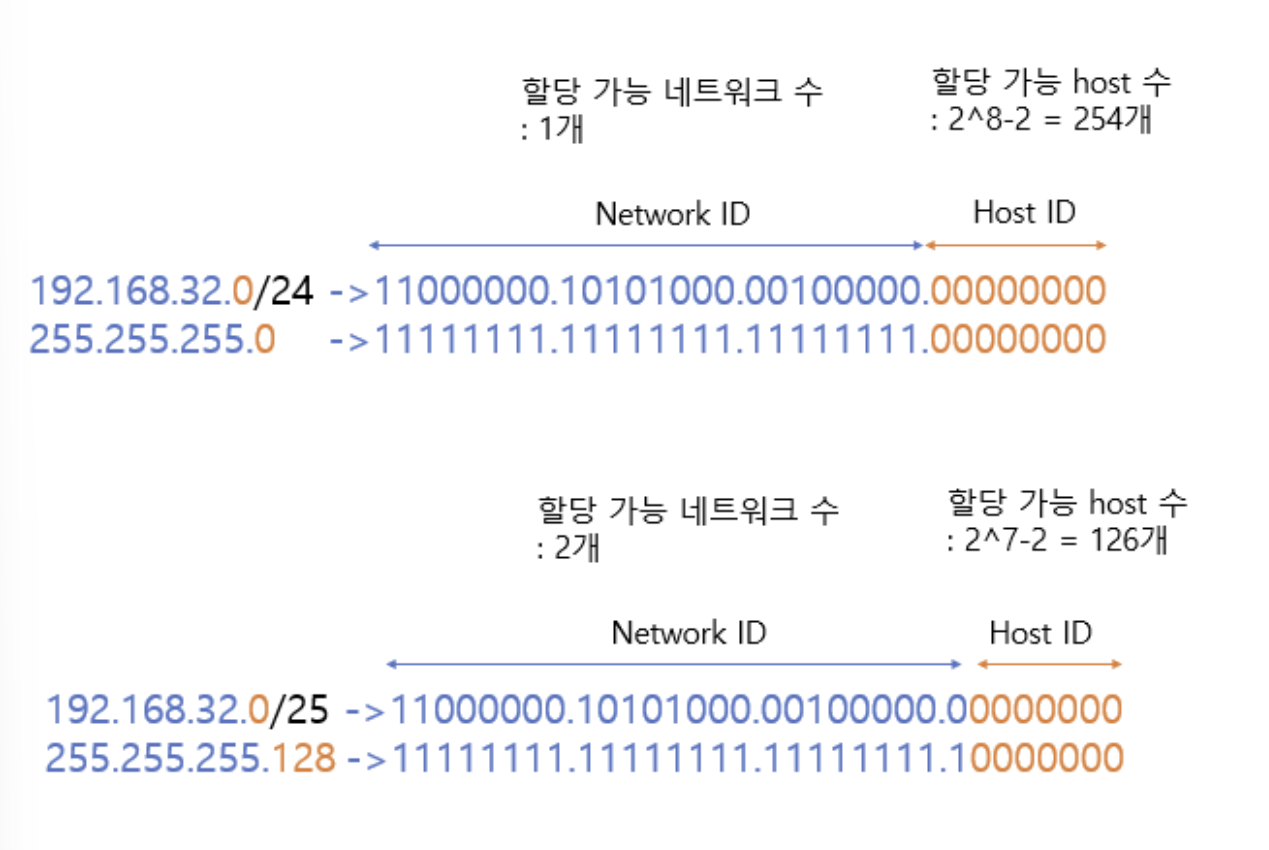 할당 가능 네트워크 수
: 1개
할당 가능 host 수
: 2^8-2 = 254개
Network ID
Host ID
192.168.32.0/24 ->11000000.10101000.00100000.00000000
255.255.255.0 ->11111111.11111111.11111111.00000000
할당 가능 네트워크 수
: 2개
할당 가능 host 수
: 2^7-2 = 126개
Network ID
Host ID
192.168.32.0/25 ->11000000.10101000.00100000.00000000
255.255.255.128 ->11111111.11111111.11111111.10000000